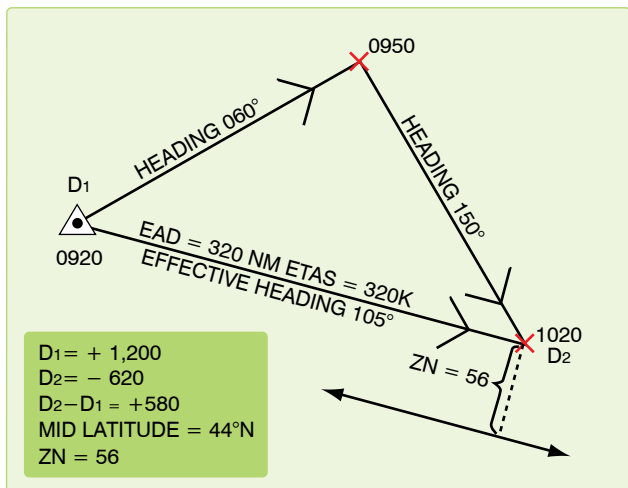 0950
HEADING 060°
HEADING 150°
D1
0920
EAD = 320 NM ETAS = 320K
EFFECTIVE HEADING 105°
1020
D2
ZN = 56
D1= + 1,200
D2= − 620
D2−D1 = +580
MID LATITUDE = 44°N
ZN = 56